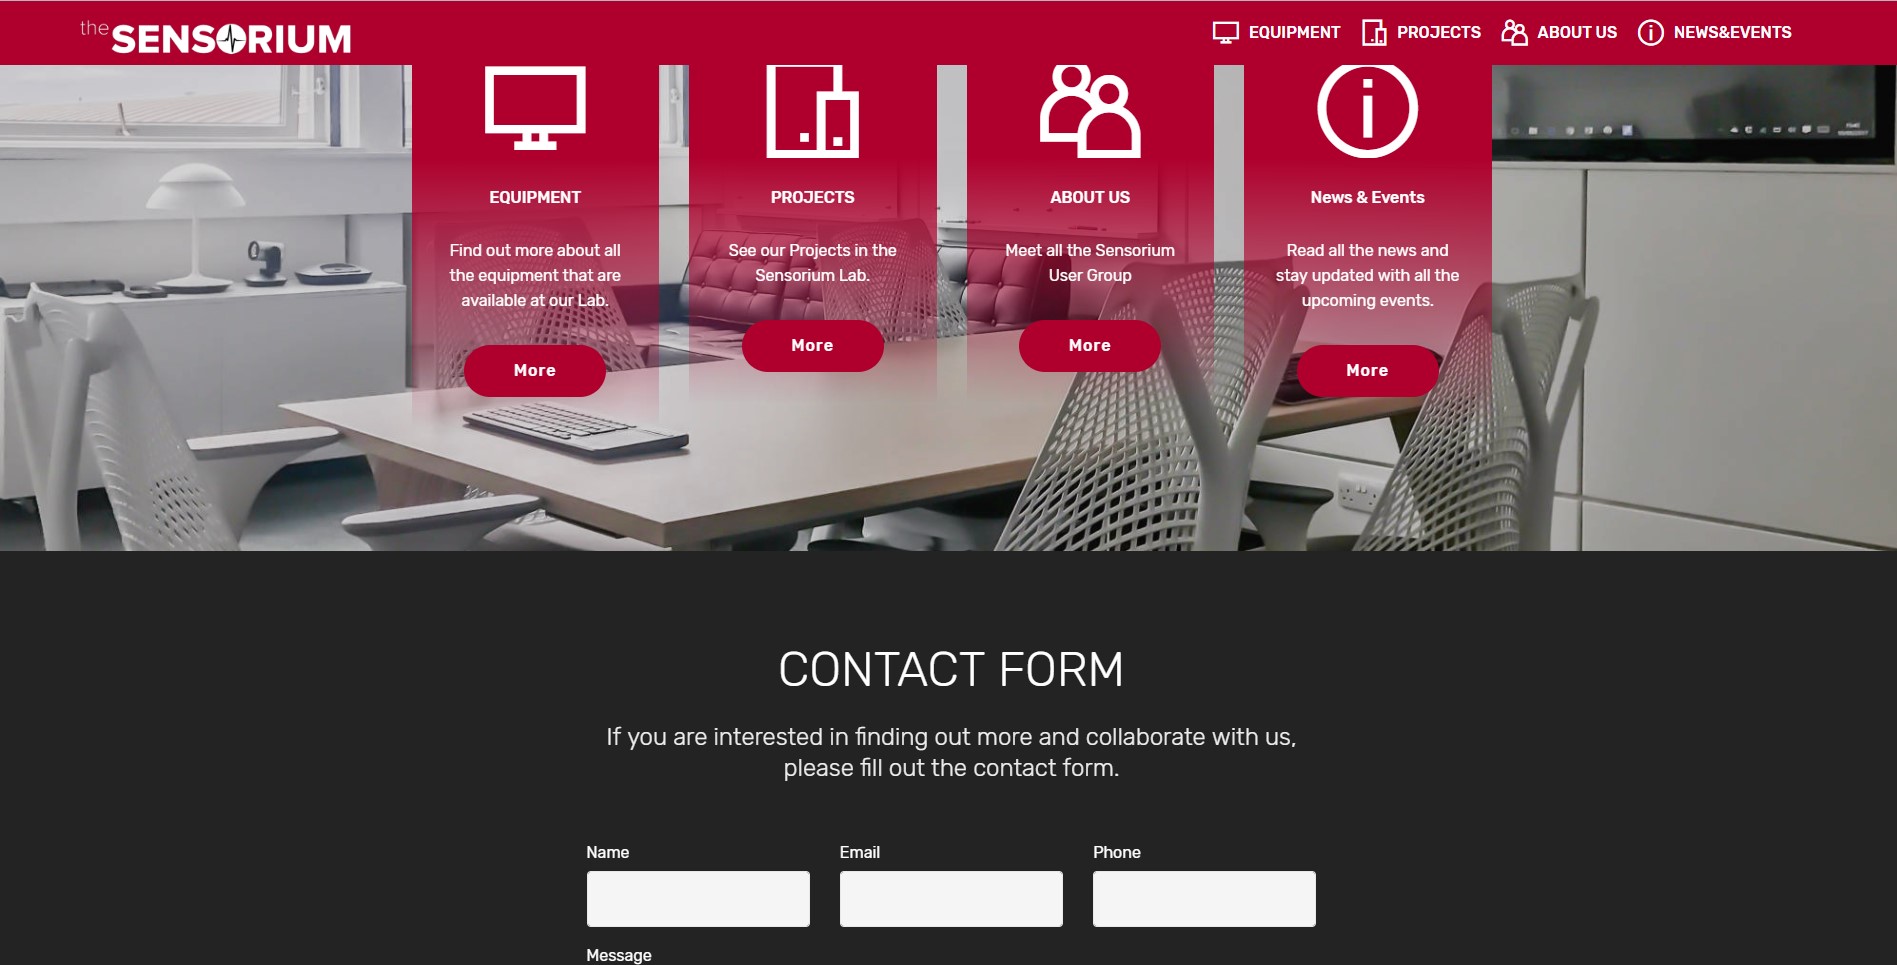 the SENSORIUM
EQUIPMENT
PROJECTS
ABOUT US
NEWS&EVENTS
EQUIPMENT
Find out more about all
the equipment that are
available at our Lab.
More
PROJECTS
See our Projects in the
Sensorium Lab.
More
ABOUT US
Meet all the Sensorium
User Group
More
News & Events
Read all the news and
stay updated with all the
upcoming events.
More
CONTACT FORM
If you are interested in finding out more and collaborate with us,
please fill out the contact form.
Name
Email
Phone
Message